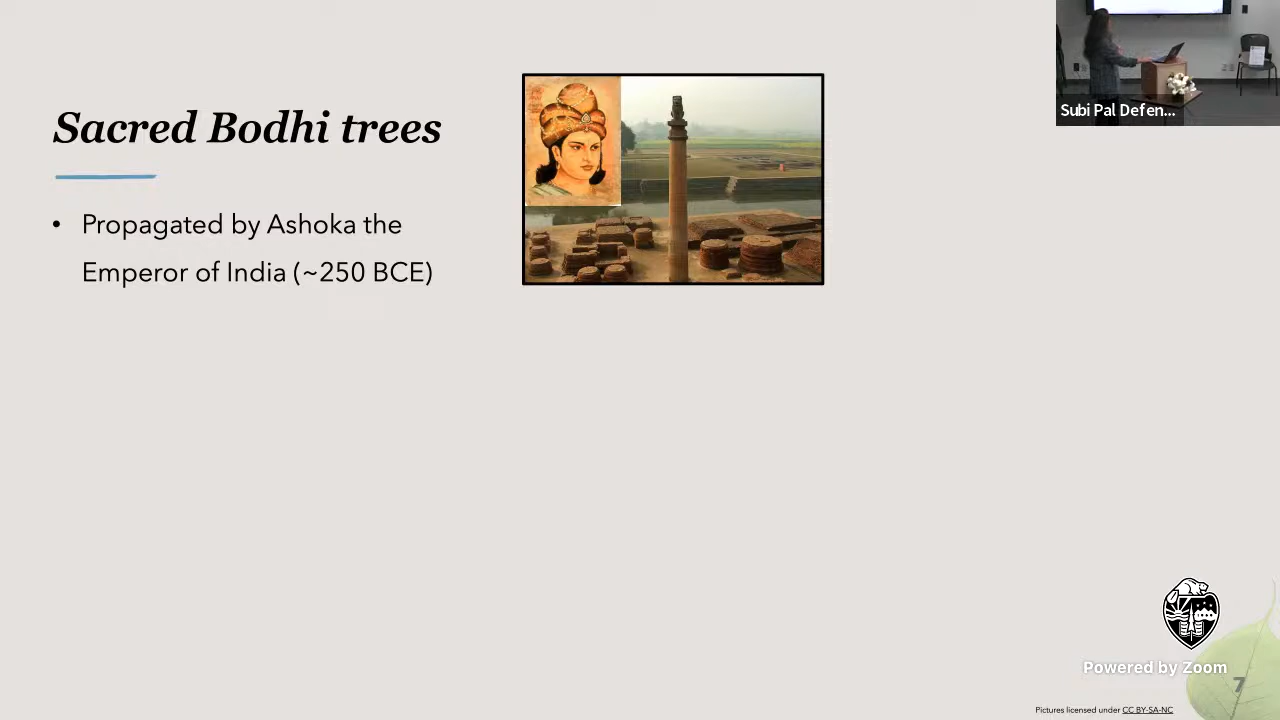 Sacred Bodhi trees
• Propagated by Ashoka the
Emperor of India (~250 BCE)
Subi Pal Defen...
Powered by Zoom
7
Pictures licensed under CC BY-SA-NC